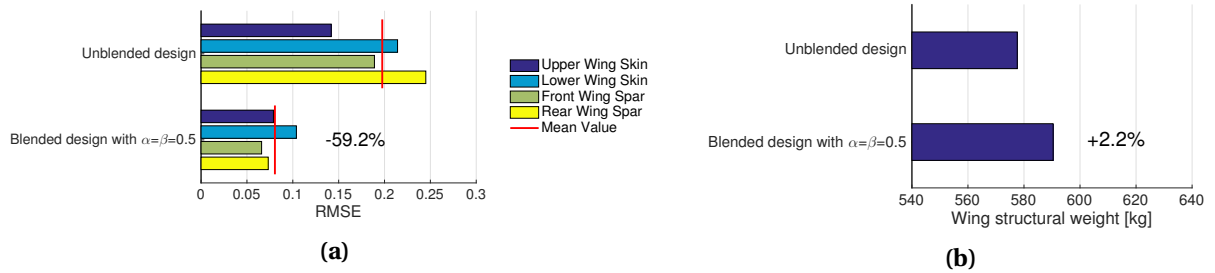 Unblended design
Blended design with α=β=0.5
-59.2%
0 0.05 0.1 0.15 0.2 0.25 0.3
RMSE
Upper Wing Skin
Lower Wing Skin
Front Wing Spar
Rear Wing Spar
Mean Value
(a)
Unblended design
Blended design with α=β=0.5
+2.2%
540 560 580 600 620 640
Wing structural weight [kg]
(b)